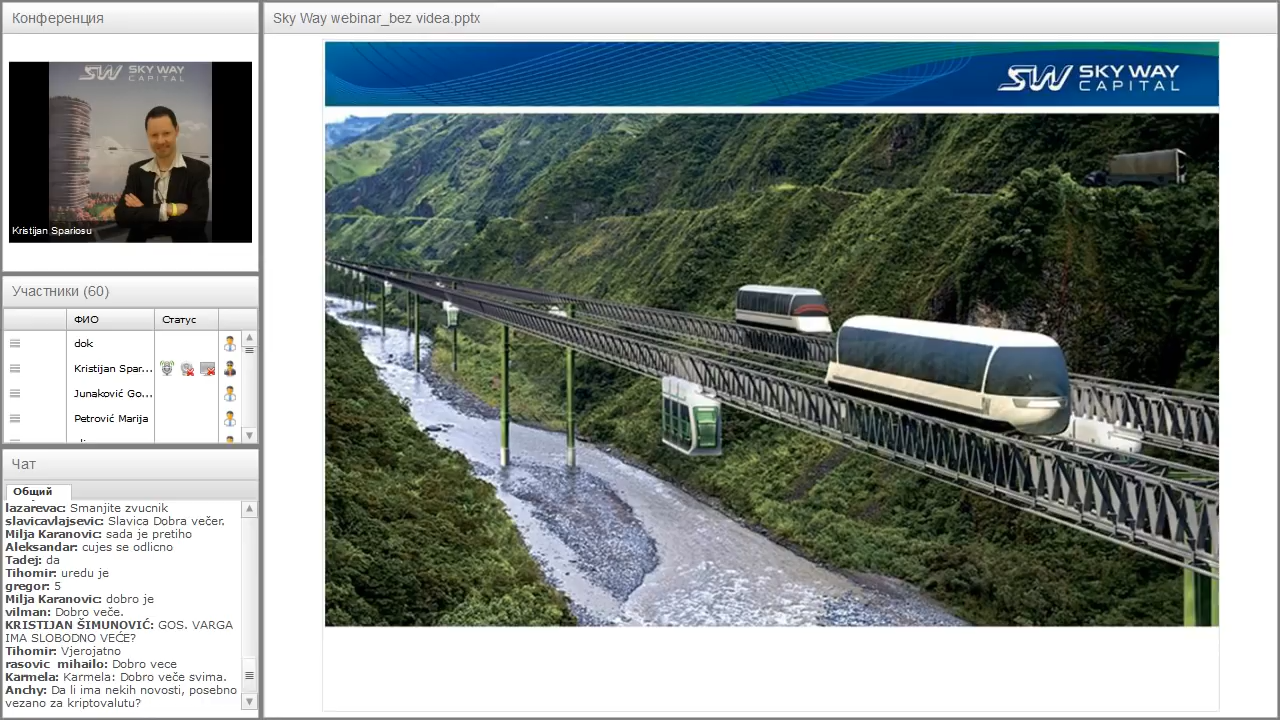 Конференция
SKY WAY
CAPITAL
Kristijan Spariosu
Участники (60)
ФИО Статус
dok
Kristijan Spar...
Junaković Go...
Petrović Marija
Чат
Общий
lazarevac: Smanjite zvucnik
slavicavlajsevic: Slavica Dobra večer.
Milja Karanovic: sada je pretiho
Aleksandar: cujes se odlicno
Tadej: da
Tihomir: uredu je
gregor: 5
Milja Karanovic: dobro je
vilman: Dobro veče.
KRISTIJAN ŠIMUNOVIĆ: GOS. VARGA
IMA SLOBODNO VEĆE?
Tihomir: Vjerojatno
rasovic_mihailo: Dobro vece
Karmela: Karmela: Dobro veče svima.
Anchy: Da li ima nekih novosti, posebno
vezano za kriptovalutu?
Sky Way webinar_bez videa.pptx
SW SKY WAY
CAPITAL